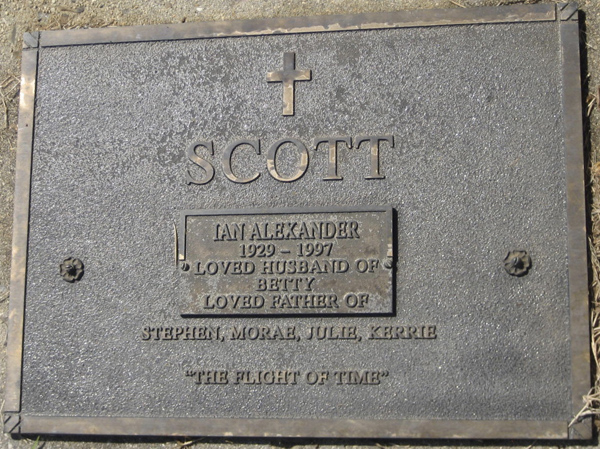 SCOTT
IAN ALEXANDER
1929 – 1997
LOVED HUSBAND OF
BETTY
LOVED FATHER OF
STEPHEN, MORAE, JULIE, KERRIE
"THE FLIGHT OF TIME"